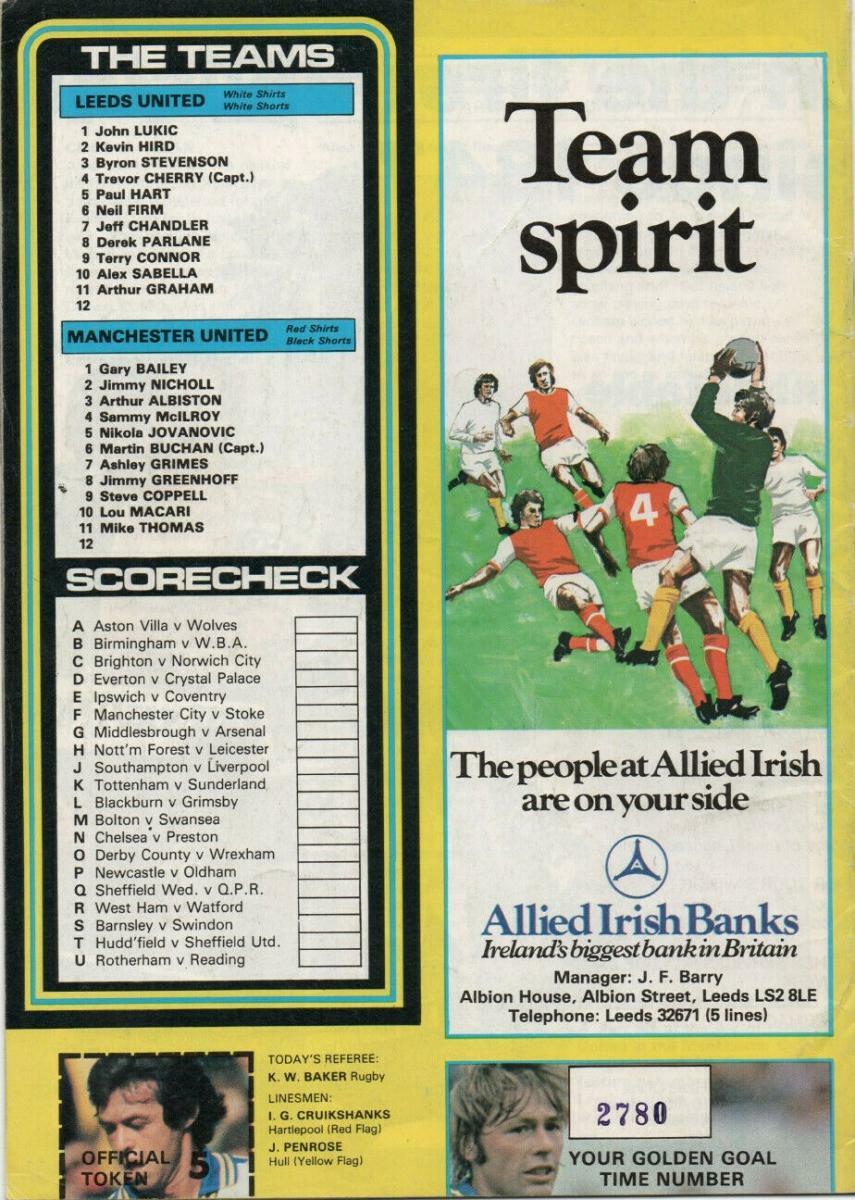 THE TEAMS
LEEDS UNITED White Shirts
White Shorts
1 John LUKIC
2 Kevin HIRD
3 Byron STEVENSON
4 Trevor CHERRY (Capt.)
5 Paul HART
6 Neil FIRM
7 Jeff CHANDLER
8 Derek PARLANE
9 Terry CONNOR
10 Alex SABELLA
11 Arthur GRAHAM
12
MANCHESTER UNITED Red Shirts
Black Shorts
1 Gary BAILEY
2 Jimmy NICHOLL
3 Arthur ALBISTON
4 Sammy McILROY
5 Nikola JOVANOVIC
6 Martin BUCHAN (Capt.)
7 Ashley GRIMES
8 Jimmy GREENHOFF
9 Steve COPPELL
10 Lou MACARI
11 Mike THOMAS
12
SCORECHECK
A Aston Villa v Wolves
B Birmingham v W.B.A.
C Brighton v Norwich City
D Everton v Crystal Palace
E Ipswich v Coventry
F Manchester City v Stoke
G Middlesbrough v Arsenal
H Nott'm Forest v Leicester
J Southampton v Liverpool
K Tottenham v Sunderland
L Blackburn v Grimsby
M Bolton v Swansea
N Chelsea v Preston
O Derby County v Wrexham
P Newcastle v Oldham
Q Sheffield Wed. v Q.P.R.
R West Ham v Watford
S Barnsley v Swindon
T Hudd'field v Sheffield Utd.
U Rotherham v Reading
OFFICIAL
TOKEN 5
TODAY'S REFEREE:
K. W. BAKER Rugby
LINESMEN:
I. G. CRUIKSHANKS
Hartlepool (Red Flag)
J. PENROSE
Hull (Yellow Flag)
Team
spirit
4
The people at Allied Irish
are on your side
A
Allied Irish Banks
Ireland's biggest bank in Britain
Manager: J. F. Barry
Albion House, Albion Street, Leeds LS2 8LE
Telephone: Leeds 32671 (5 lines)
2780
YOUR GOLDEN GOAL
TIME NUMBER